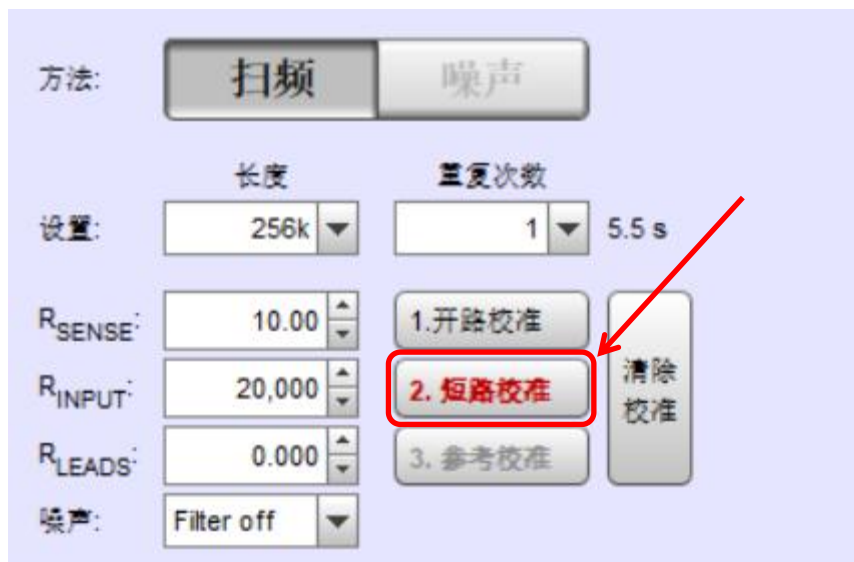 方法: 扫频 噪声
长度 重复次数
设置: 256k 1 5.5 s
RSENSE: 10.00 1.开路校准
RINPUT: 20,000 2. 短路校准
清除
校准
RLEADS: 0.000 3. 参考校准
噪声: Filter off